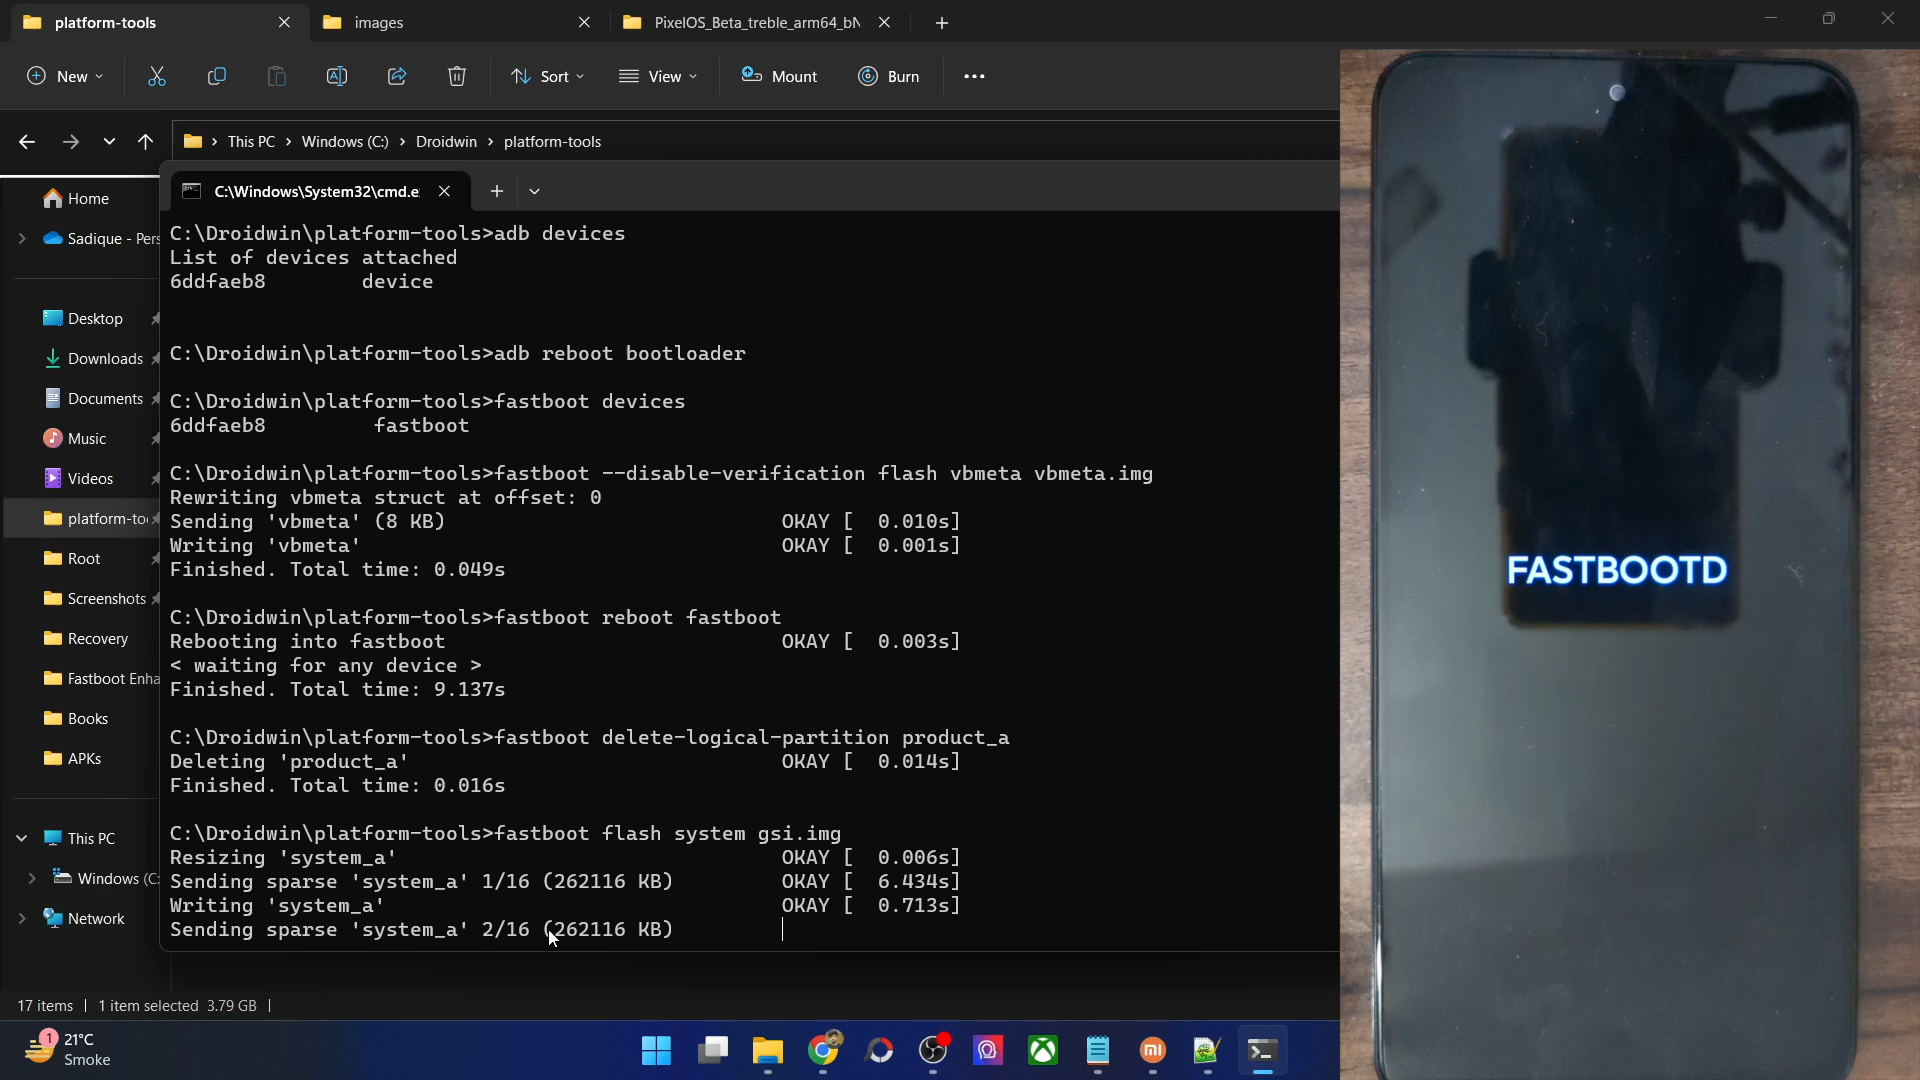 platform-tools
images
PixelOS_Beta_treble_arm64_bN
New
Sort
View
Mount
Burn
This PC > Windows (C:) > Droidwin > platform-tools
C:\Windows\System32\cmd.e
Home
Sadique - Pers
Desktop
Downloads
Documents
Music
Videos
platform-too
Root
Screenshots
Recovery
Fastboot Enha
Books
APKs
This PC
Windows (C:
Network
C:\Droidwin\platform-tools>adb devices
List of devices attached
6ddfaeb8 device
C:\Droidwin\platform-tools>adb reboot bootloader
C:\Droidwin\platform-tools>fastboot devices
6ddfaeb8 fastboot
C:\Droidwin\platform-tools>fastboot --disable-verification flash vbmeta vbmeta.img
Rewriting vbmeta struct at offset: 0
Sending 'vbmeta' (8 KB) OKAY [ 0.010s]
Writing 'vbmeta' OKAY [ 0.001s]
Finished. Total time: 0.049s
C:\Droidwin\platform-tools>fastboot reboot fastboot
Rebooting into fastboot OKAY [ 0.003s]
< waiting for any device >
Finished. Total time: 9.137s
C:\Droidwin\platform-tools>fastboot delete-logical-partition product_a
Deleting 'product_a' OKAY [ 0.014s]
Finished. Total time: 0.016s
C:\Droidwin\platform-tools>fastboot flash system gsi.img
Resizing 'system_a' OKAY [ 0.006s]
Sending sparse 'system_a' 1/16 (262116 KB) OKAY [ 6.434s]
Writing 'system_a' OKAY [ 0.713s]
Sending sparse 'system_a' 2/16 (262116 KB)
FASTBOOTD
17 items 1 item selected 3.79 GB
1
21°C
Smoke